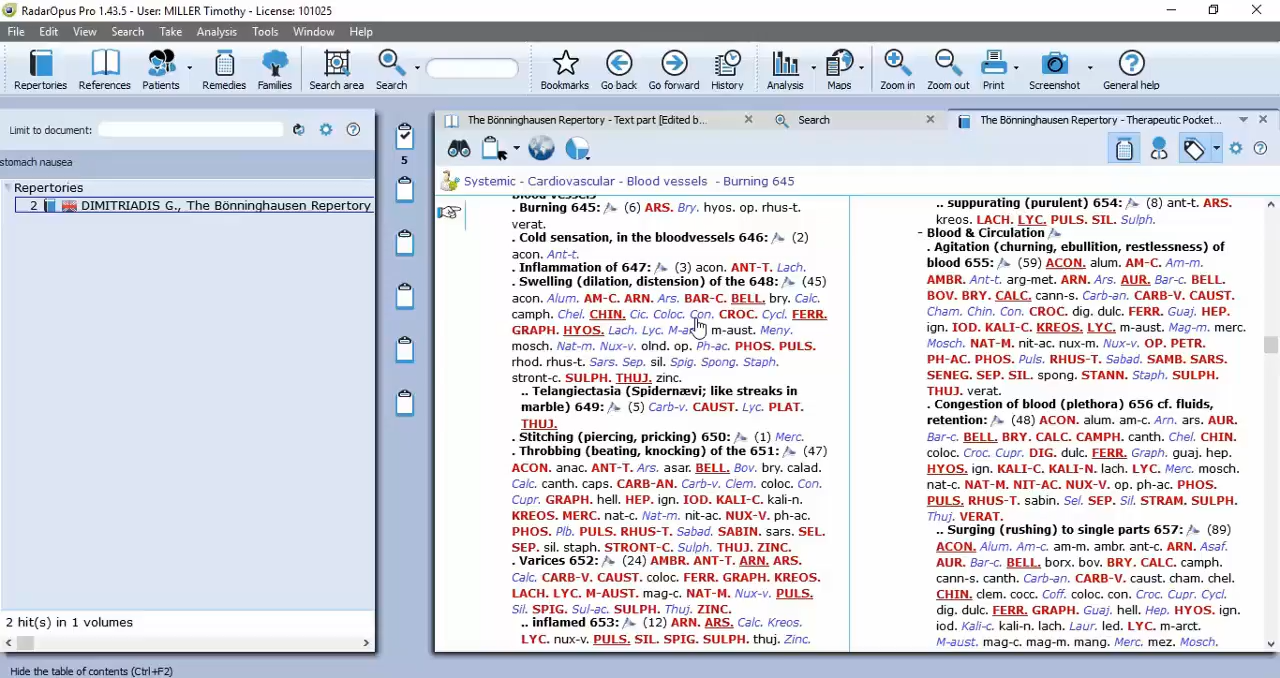 RadarOpus Pro 1.43.5 - User: MILLER Timothy - License: 101025
File Edit View Search Take Analysis Tools Window Help
Repertories References Patients Remedies Families Search area Search Bookmarks Go back Go forward History Analysis Maps Zoom in Zoom out Print Screenshot General help
Limit to document:
stomach nausea
Repertories
2 DIMITRIADIS G., The Bönninghausen Repertory
2 hit(s) in 1 volumes
Hide the table of contents (Ctrl+F2)
5
The Bönninghausen Repertory - Text part [Edited b... Search The Bönninghausen Repertory - Therapeutic Pocket...
Systemic - Cardiovascular - Blood vessels - Burning 645
Blood vessels
. Burning 645: (6) ARS. Bry. hyos. op. rhus-t.
verat.
. Cold sensation, in the bloodvessels 646: (2)
acon. Ant-t.
. Inflammation of 647: (3) acon. ANT-T. Lach.
. Swelling (dilation, distension) of the 648: (45)
acon. Alum. AM-C. ARN. Ars. BAR-C. BELL. bry. Calc.
camph. Chel. CHIN. Cic. Coloc. Con. CROC. Cycl. FERR.
GRAPH. HYOS. Lach. Lyc. m-aust. Meny.
mosch. Nat-m. Nux-v. olnd. op. Ph-ac. PHOS. PULS.
rhod. rhus-t. Sars. Sep. sil. Spig. Spong. Staph.
stront-c. SULPH. THUJ. zinc.
.. Telangiectasia (Spidernævi; like streaks in
marble) 649: (5) Carb-v. CAUST. Lyc. PLAT.
THUJ.
. Stitching (piercing, pricking) 650: (1) Merc.
. Throbbing (beating, knocking) of the 651: (47)
ACON. anac. ANT-T. Ars. asar. BELL. Bov. bry. calad.
Calc. canth. caps. CARB-AN. Carb-v. Clem. coloc. Con.
Cupr. GRAPH. hell. HEP. ign. IOD. KALI-C. kali-n.
KREOS. MERC. nat-c. Nat-m. nit-ac. NUX-V. ph-ac.
PHOS. Plb. PULS. RHUS-T. Sabad. SABIN. sars. SEL.
SEP. sil. staph. STRONT-C. Sulph. THUJ. ZINC.
. Varices 652: (24) AMBR. ANT-T. ARN. ARS.
Calc. CARB-V. CAUST. coloc. FERR. GRAPH. KREOS.
LACH. LYC. M-AUST. mag-c. NAT-M. Nux-v. PULS.
Sil. SPIG. Sul-ac. SULPH. Thuj. ZINC.
.. inflamed 653: (12) ARN. ARS. Calc. Kreos.
LYC. nux-v. PULS. SIL. SPIG. SULPH. thuj. Zinc.
.. suppurating (purulent) 654: (8) ant-t. ARS.
kreos. LACH. LYC. PULS. SIL. Sulph.
- Blood & Circulation
. Agitation (churning, ebullition, restlessness) of
blood 655: (59) ACON. alum. AM-C. Am-m.
AMBR. Ant-t. arg-met. ARN. Ars. AUR. Bar-c. BELL.
BOV. BRY. CALC. cann-s. Carb-an. CARB-V. CAUST.
Cham. Chin. Con. CROC. dig. dulc. FERR. Guaj. HEP.
ign. IOD. KALI-C. KREOS. LYC. m-aust. Mag-m. merc.
Mosch. NAT-M. nit-ac. nux-m. Nux-v. OP. PETR.
PH-AC. PHOS. Puls. RHUS-T. Sabad. SAMB. SARS.
SENEG. SEP. SIL. spong. STANN. Staph. SULPH.
THUJ. verat.
. Congestion of blood (plethora) 656 cf. fluids,
retention: (48) ACON. alum. am-c. Arn. ars. AUR.
Bar-c. BELL. BRY. CALC. CAMPH. canth. Chel. CHIN.
coloc. Croc. Cupr. DIG. dulc. FERR. Graph. guaj. hep.
HYOS. ign. KALI-C. KALI-N. lach. LYC. Merc. mosch.
nat-c. NAT-M. NIT-AC. NUX-V. op. ph-ac. PHOS.
PULS. RHUS-T. sabin. Sel. SEP. Sil. STRAM. SULPH.
Thuj. VERAT.
.. Surging (rushing) to single parts 657: (89)
ACON. Alum. Am-c. am-m. ambr. ant-c. ARN. Asaf.
AUR. Bar-c. BELL. borx. bov. BRY. CALC. camph.
cann-s. canth. Carb-an. CARB-V. caust. cham. chel.
CHIN. clem. cocc. Coff. coloc. con. Croc. Cupr. Cycl.
dig. dulc. FERR. GRAPH. Guaj. hell. Hep. HYOS. ign.
iod. Kali-c. kali-n. lach. Laur. led. LYC. m-arct.
M-aust. mag-c. mag-m. mang. Merc. mez. Mosch.